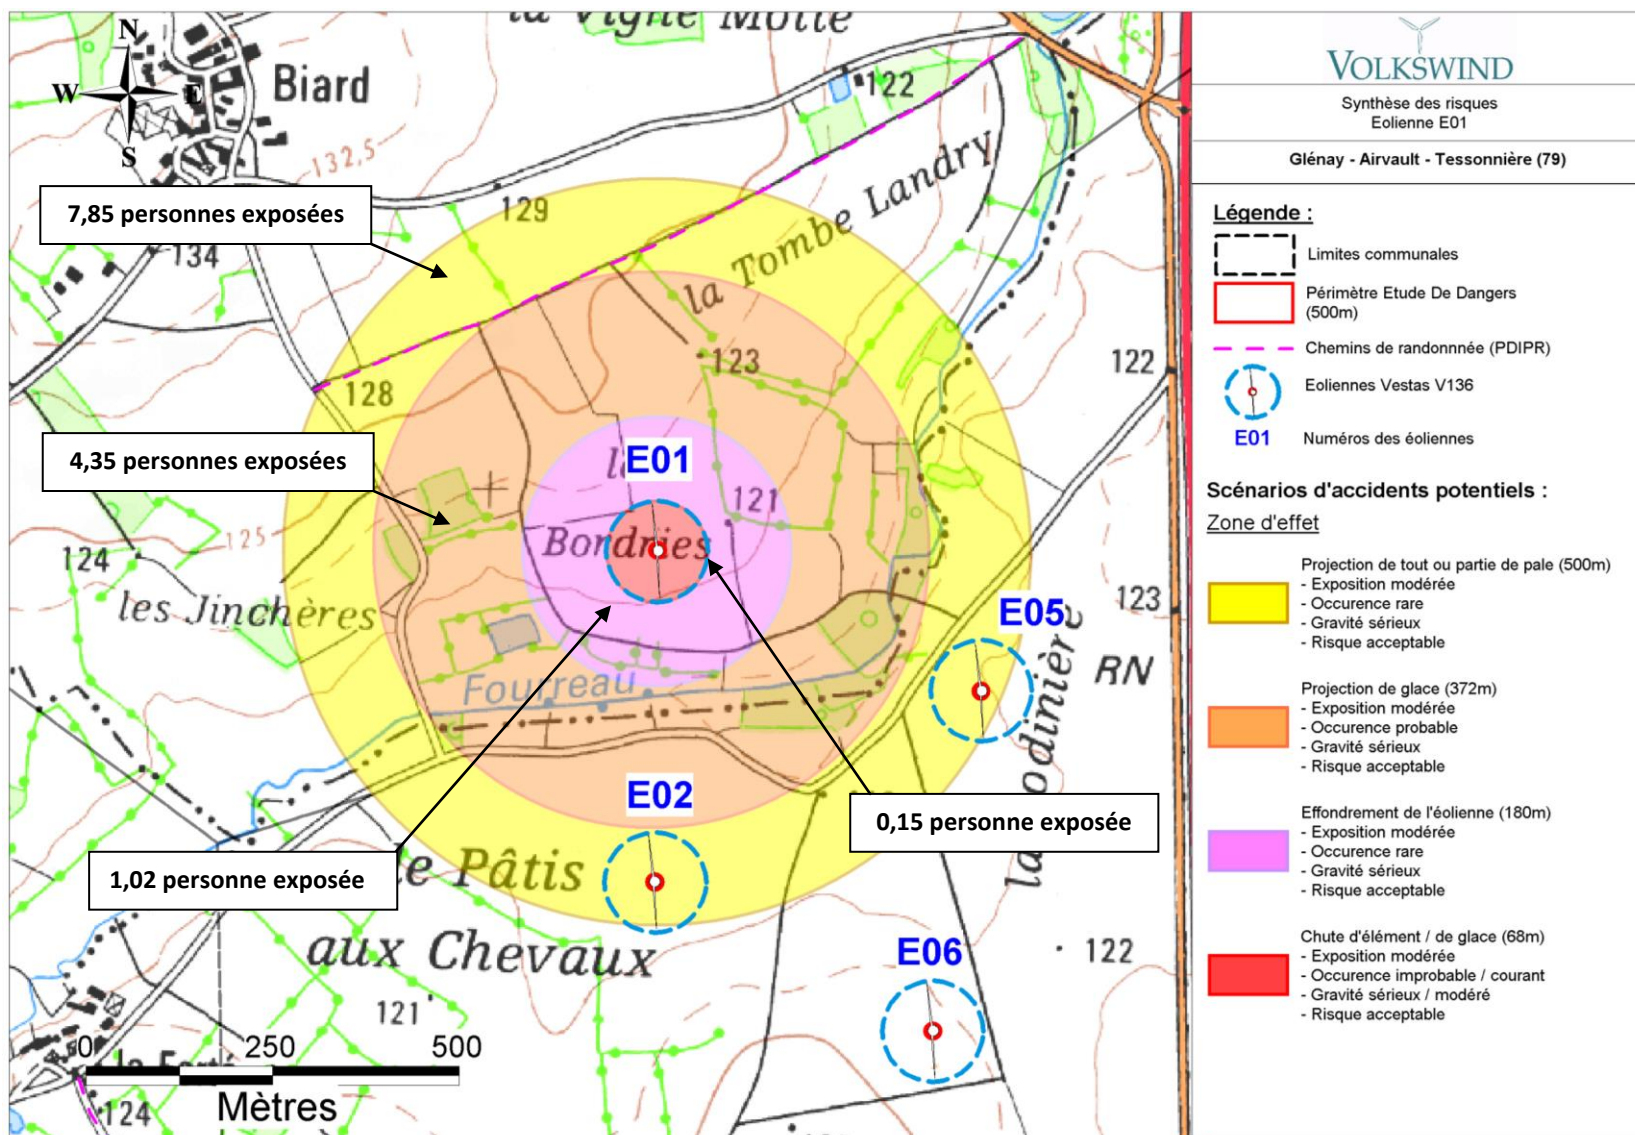 la Vigne Motte
N
W
E
S
Biard
132,5
122
7,85 personnes exposées
134
129
la Tombe Landry
128
123
122
4,35 personnes exposées
E01
121
124
125
Bordries
les Jinchères
E05
123
RN
Fourreau
E02
0,15 personne exposée
1,02 personne exposée
Pâtis
aux Chevaux
E06
122
121
0 250 500
Mètres
124
VOLKSWIND
Synthèse des risques
Eolienne E01
Glénay - Airvault - Tessonnière (79)
Légende :
Limites communales
Périmètre Etude De Dangers
(500m)
Chemins de randonnnée (PDIPR)
Eoliennes Vestas V136
E01 Numéros des éoliennes
Scénarios d'accidents potentiels :
Zone d'effet
Projection de tout ou partie de pale (500m)
- Exposition modérée
- Occurence rare
- Gravité sérieux
- Risque acceptable
Projection de glace (372m)
- Exposition modérée
- Occurence probable
- Gravité sérieux
- Risque acceptable
Effondrement de l'éolienne (180m)
- Exposition modérée
- Occurence rare
- Gravité sérieux
- Risque acceptable
Chute d'élément / de glace (68m)
- Exposition modérée
- Occurence improbable / courant
- Gravité sérieux / modéré
- Risque acceptable